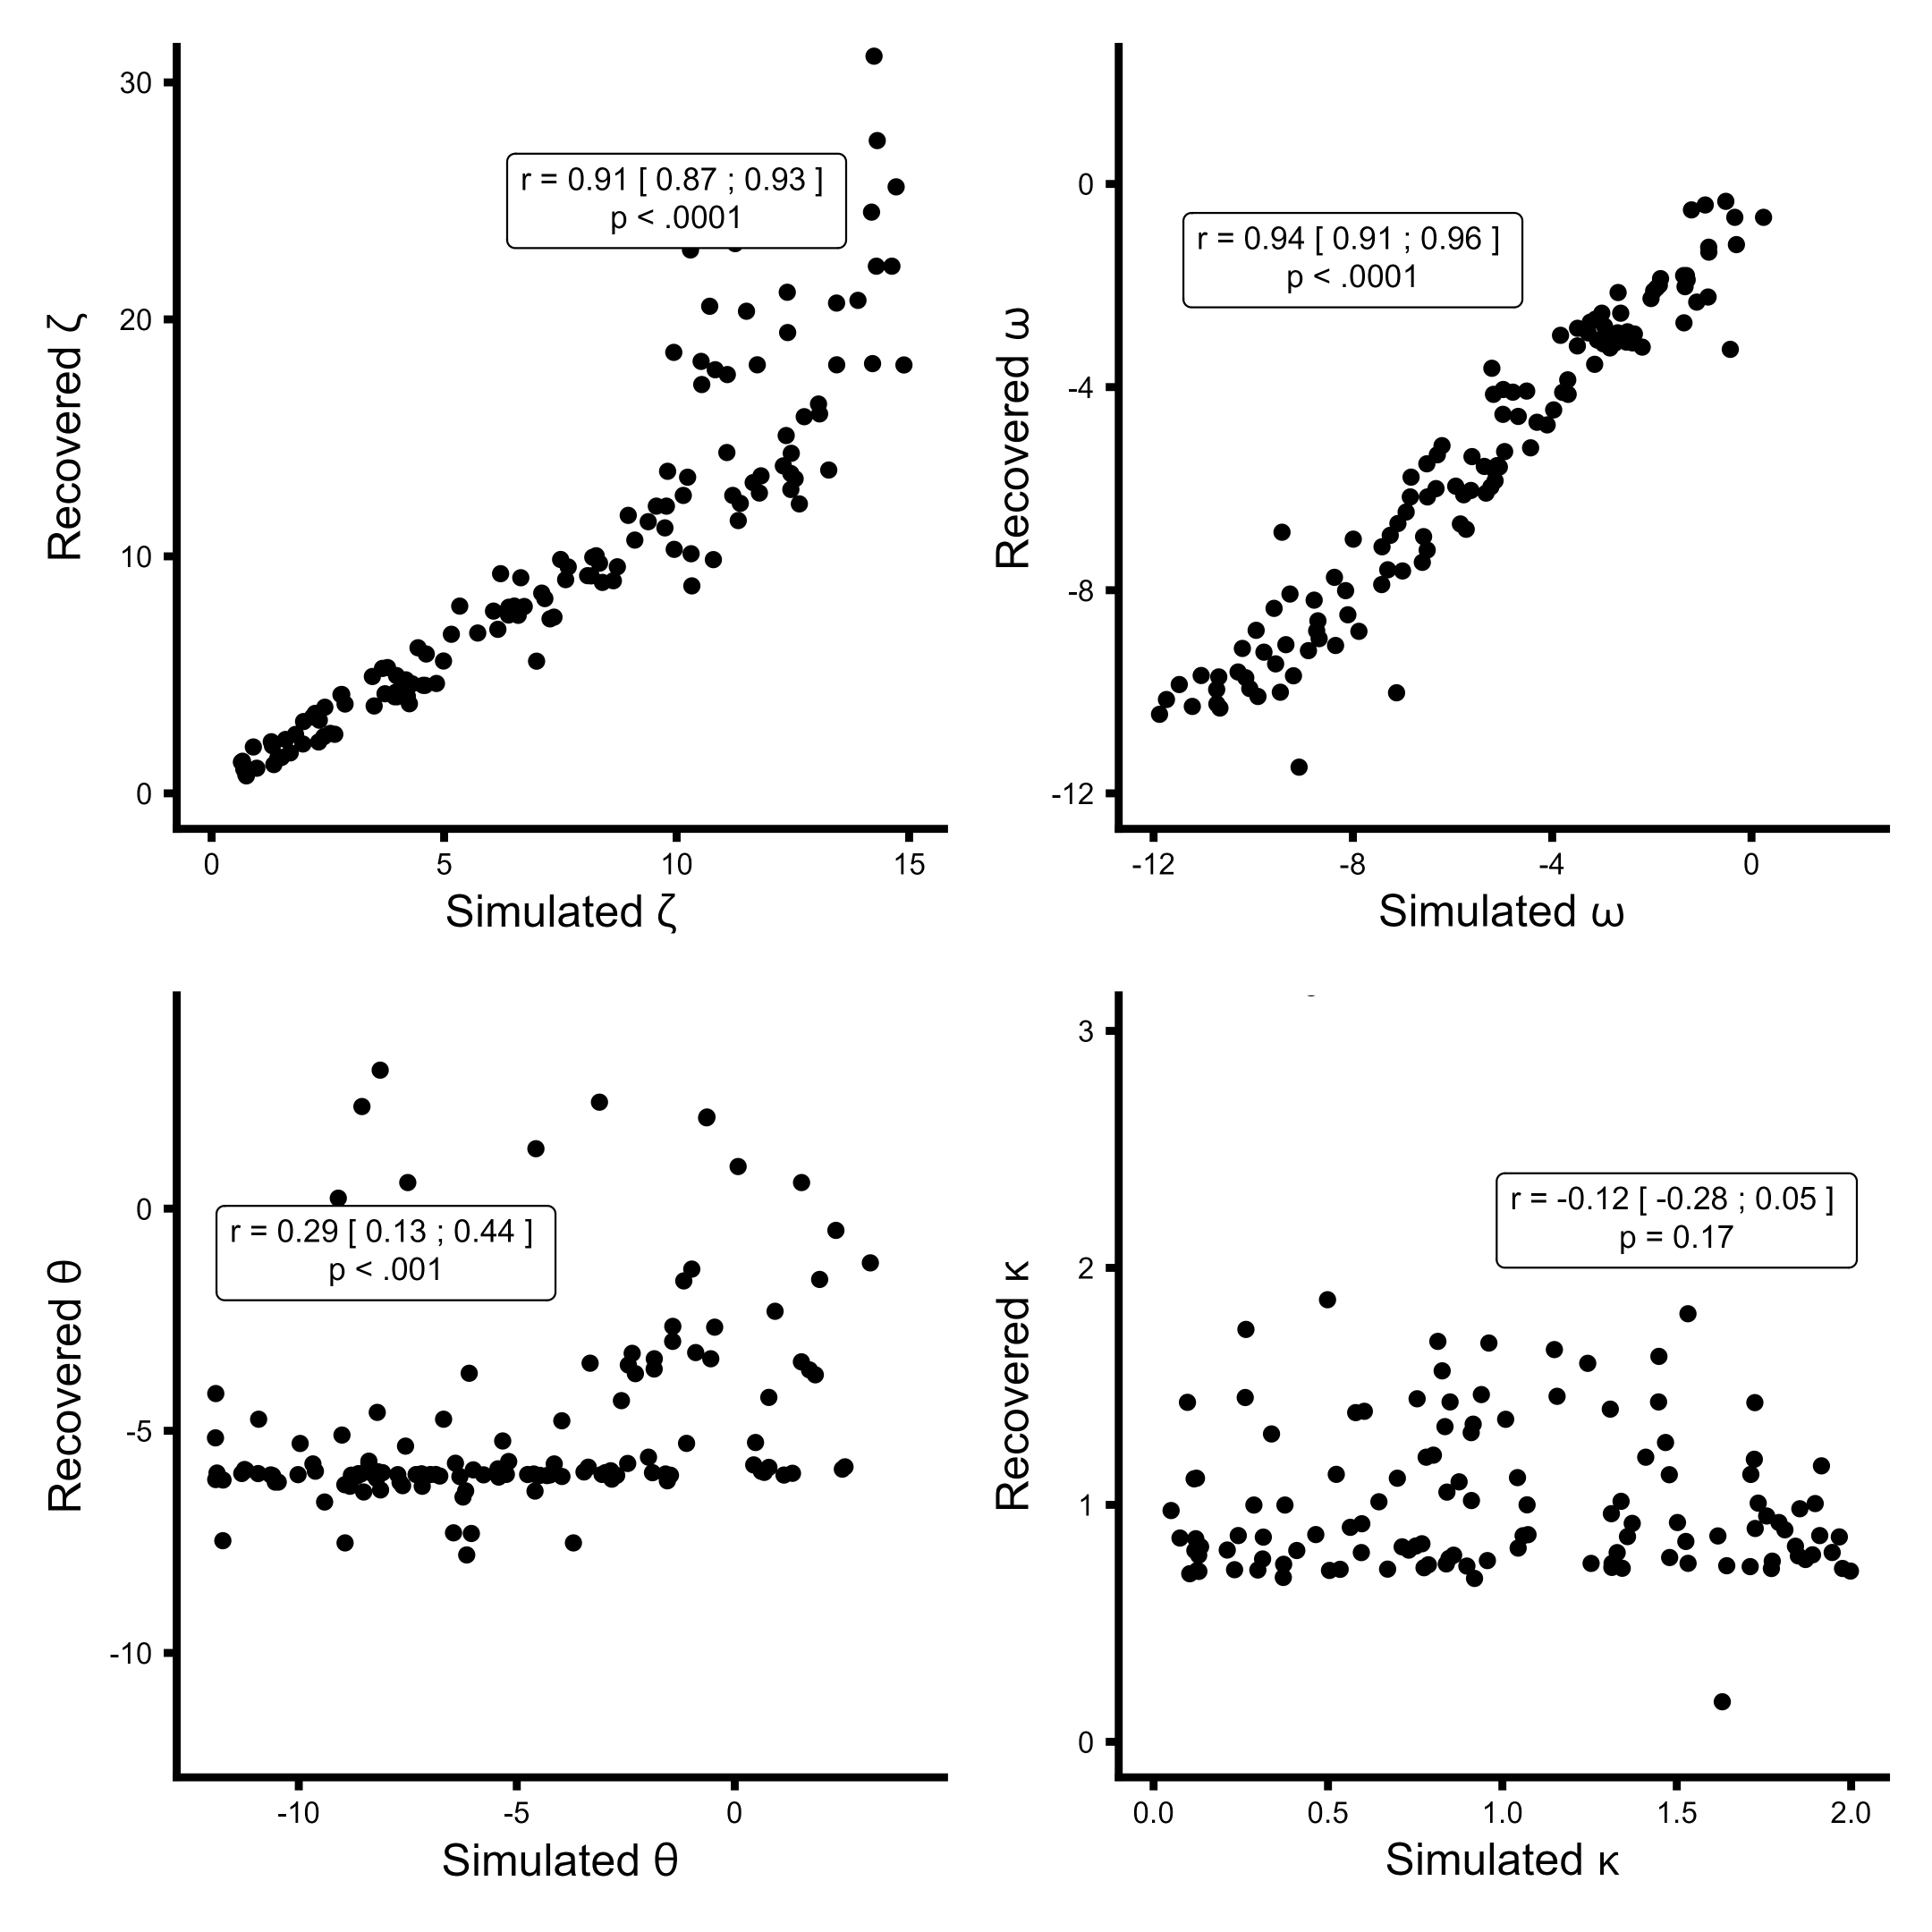 30
20
10
0
Recovered ζ
r = 0.91 [ 0.87 ; 0.93 ]
p < .0001
0 5 10 15
Simulated ζ
0
-4
-8
-12
Recovered ω
r = 0.94 [ 0.91 ; 0.96 ]
p < .0001
-12 -8 -4 0
Simulated ω
0
-5
-10
Recovered θ
r = 0.29 [ 0.13 ; 0.44 ]
p < .001
-10 -5 0
Simulated θ
3
2
1
0
Recovered κ
r = -0.12 [ -0.28 ; 0.05 ]
p = 0.17
0.0 0.5 1.0 1.5 2.0
Simulated κ